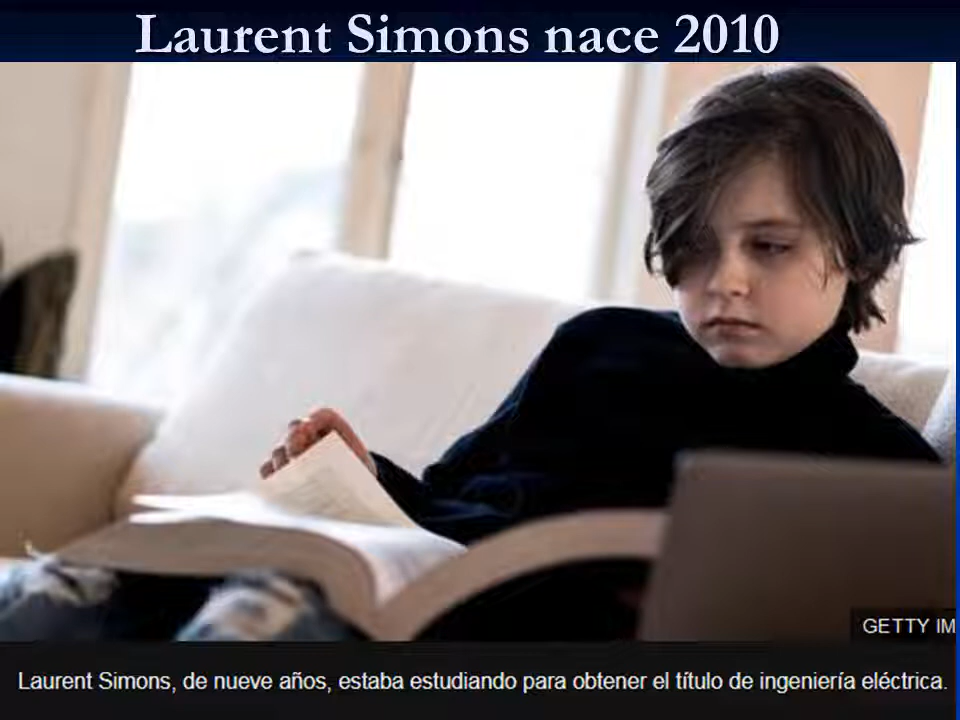 Laurent Simons nace 2010
GETTY IM
Laurent Simons, de nueve años, estaba estudiando para obtener el título de ingeniería eléctrica.